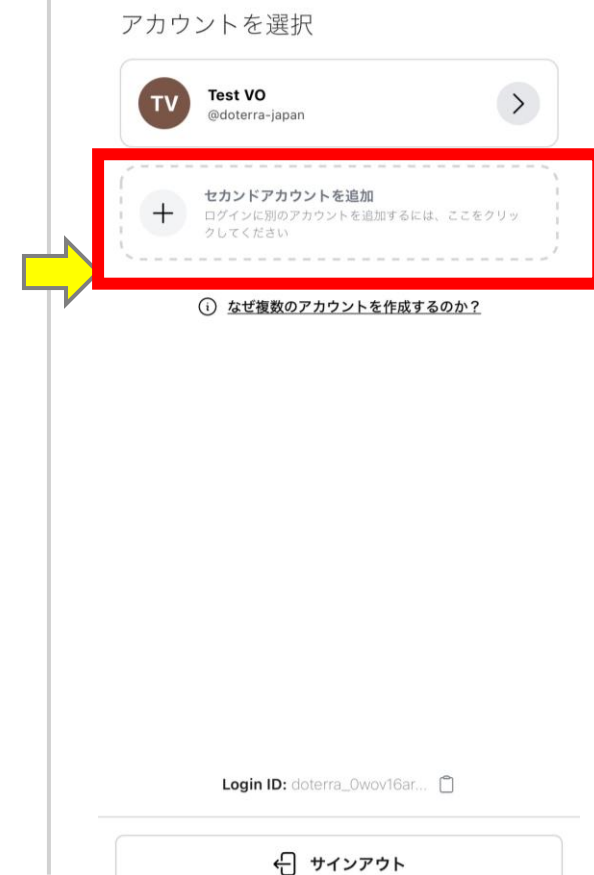 アカウントを選択
TV
Test VO
@doterra-japan
セカンドアカウントを追加
ログインに別のアカウントを追加するには、ここをクリッ
クしてください
なぜ複数のアカウントを作成するのか？
Login ID: doterra_0wov16ar...
サインアウト